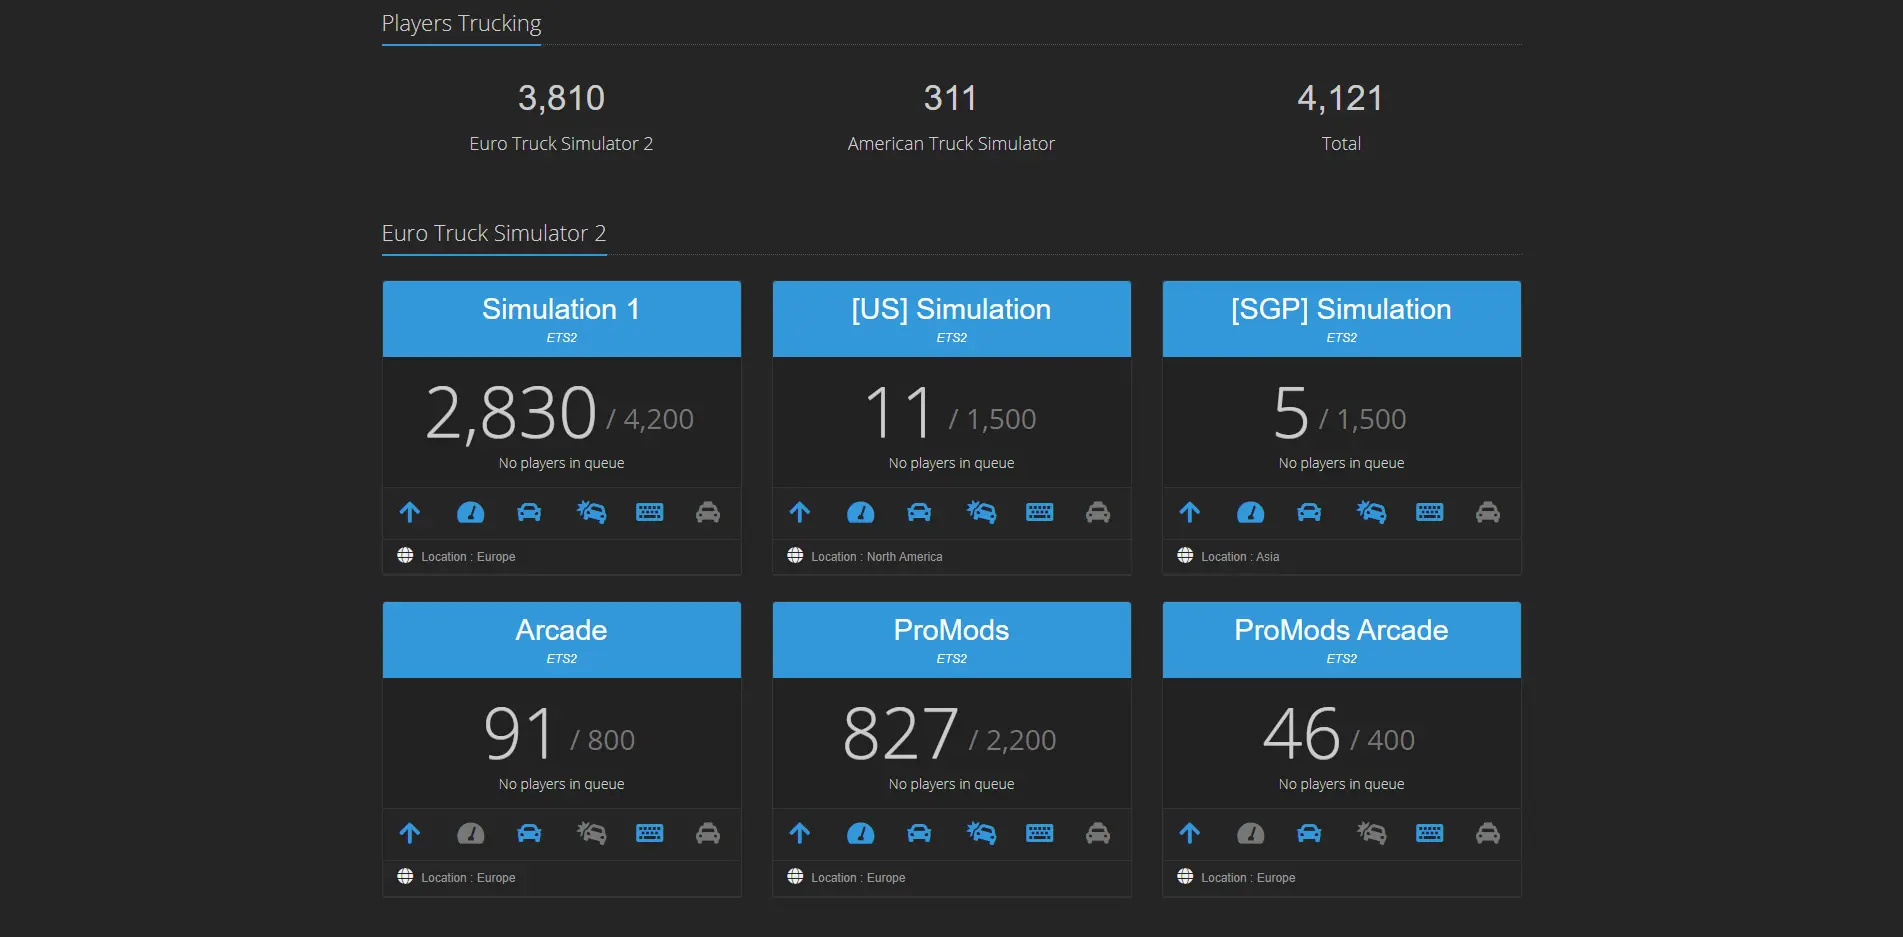 Players Trucking
3,810
311
4,121
Euro Truck Simulator 2
American Truck Simulator
Total
Euro Truck Simulator 2
Simulation 1
ETS2
2,830 / 4,200
No players in queue
Location : Europe
[US] Simulation
ETS2
11 / 1,500
No players in queue
Location : North America
[SGP] Simulation
ETS2
5 / 1,500
No players in queue
Location : Asia
Arcade
ETS2
91 / 800
No players in queue
Location : Europe
ProMods
ETS2
827 / 2,200
No players in queue
Location : Europe
ProMods Arcade
ETS2
46 / 400
No players in queue
Location : Europe